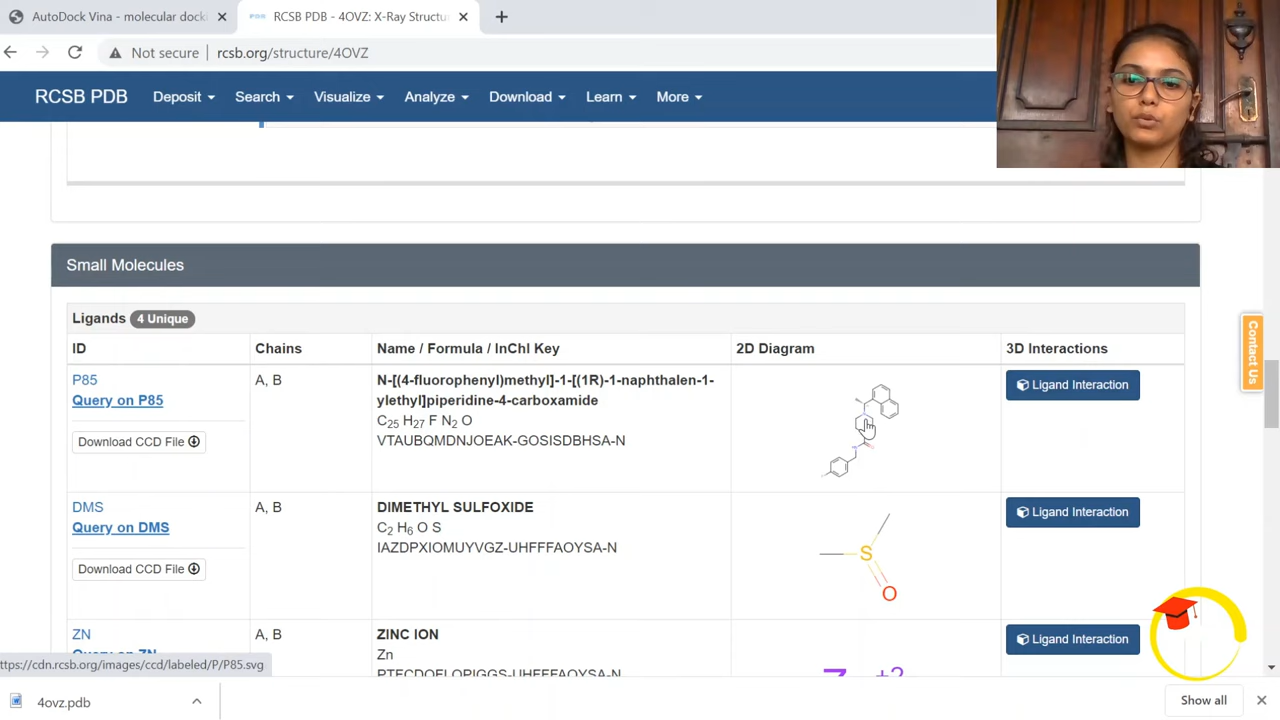 AutoDock Vina - molecular docki
RCSB PDB - 4OVZ: X-Ray Structu
Not secure
rcsb.org/structure/4OVZ
RCSB PDB
Deposit
Search
Visualize
Analyze
Download
Learn
More
Small Molecules
Ligands 4 Unique
ID
Chains
Name / Formula / InChI Key
2D Diagram
3D Interactions
P85
Query on P85
Download CCD File
A, B
N-[(4-fluorophenyl)methyl]-1-[(1R)-1-naphthalen-1-
ylethyl]piperidine-4-carboxamide
C25 H27 F N2 O
VTAUBQMDNJOEAK-GOSISDBHSA-N
Ligand Interaction
DMS
Query on DMS
Download CCD File
A, B
DIMETHYL SULFOXIDE
C2 H6 O S
IAZDPXIOMUYVGZ-UHFFFAOYSA-N
S
O
Ligand Interaction
ZN
A, B
ZINC ION
Zn
Ligand Interaction
Contact Us
ttps://cdn.rcsb.org/images/ccd/labeled/P/P85.svg
4ovz.pdb
Show all